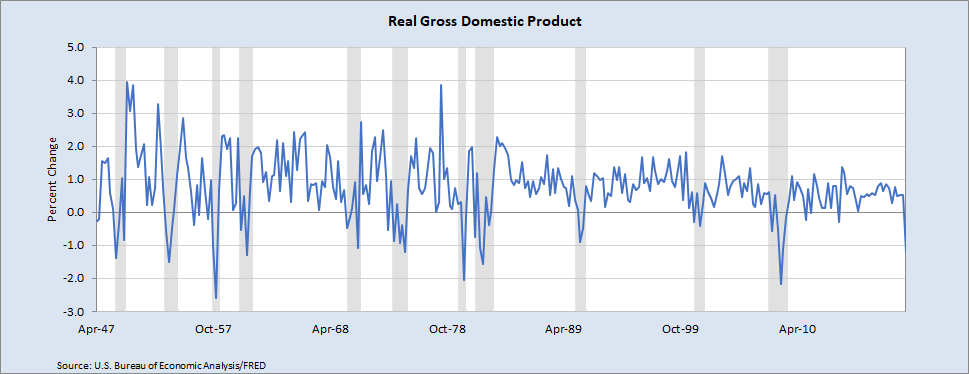 Real Gross Domestic Product
5.0
4.0
3.0
2.0
1.0
0.0
-1.0
-2.0
-3.0
Percent Change
Apr-47 Oct-57 Apr-68 Oct-78 Apr-89 Oct-99 Apr-10
Source: U.S. Bureau of Economic Analysis/FRED